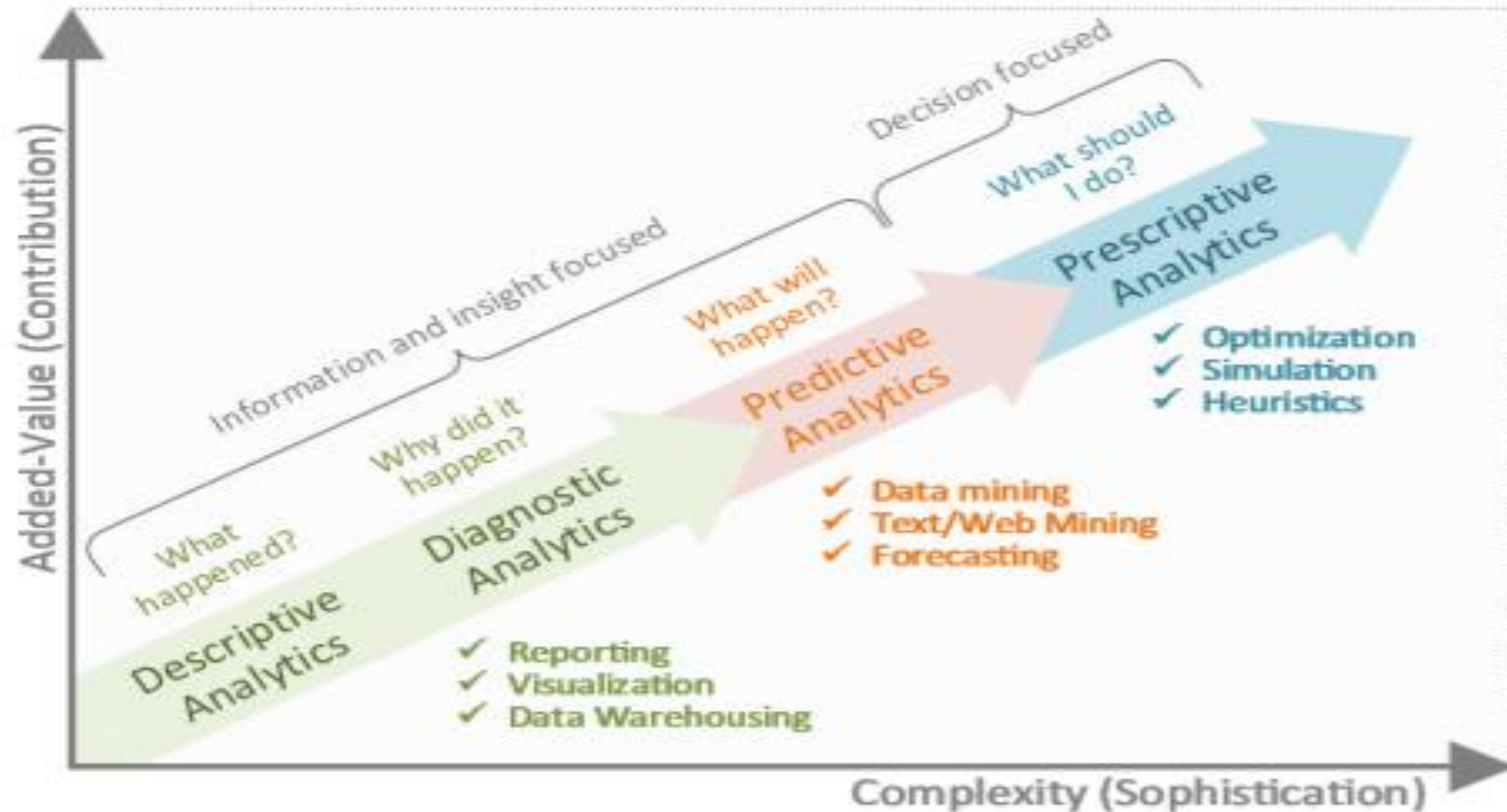 Added-Value (Contribution)
Decision focused
What should
I do?
Prescriptive
Analytics
✓ Optimization
✓ Simulation
✓ Heuristics
Information and insight focused
What will
happen?
Predictive
Analytics
✓ Data mining
✓ Text/Web Mining
✓ Forecasting
Why did it
happen?
Diagnostic
Analytics
What
happened?
Descriptive
Analytics
✓ Reporting
✓ Visualization
✓ Data Warehousing
Complexity (Sophistication)